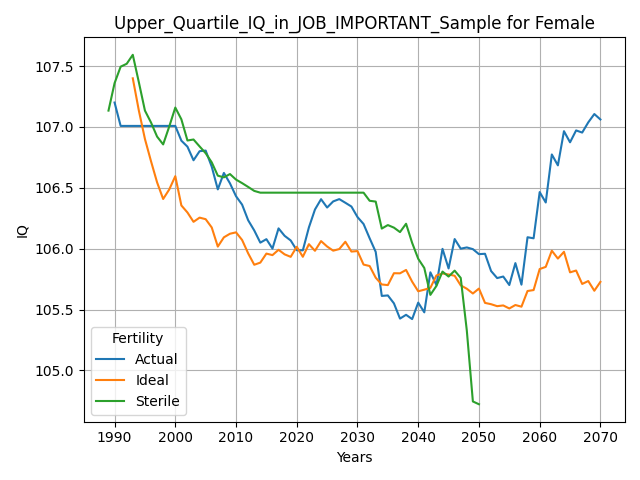 Upper_Quartile_IQ_in_JOB_IMPORTANT_Sample for Female
107.5
107.0
106.5
106.0
105.5
105.0
IQ
Fertility
Actual
Ideal
Sterile
1990 2000 2010 2020 2030 2040 2050 2060 2070
Years